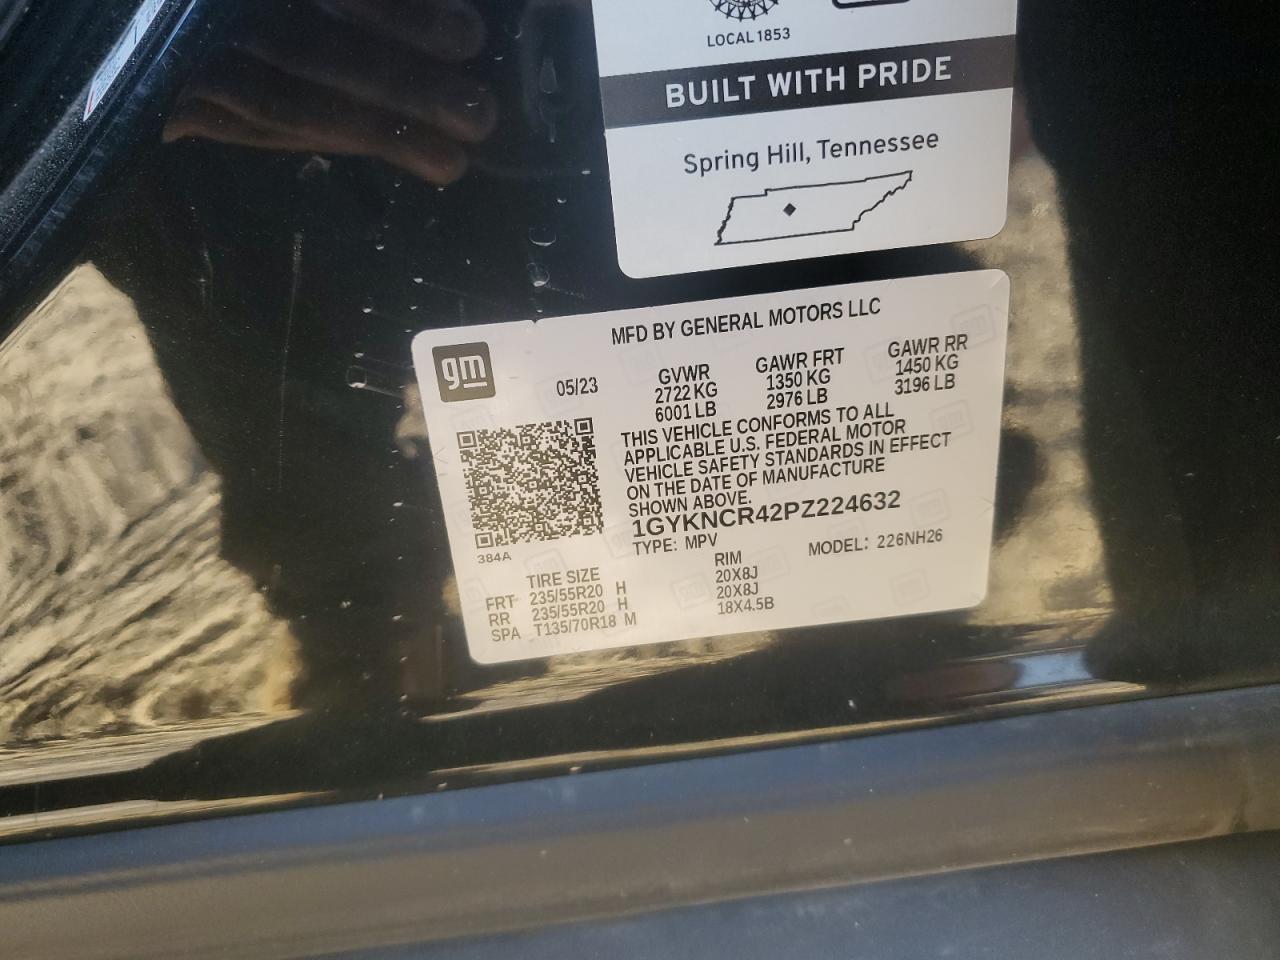 LOCAL 1853
BUILT WITH PRIDE
Spring Hill, Tennessee
MFD BY GENERAL MOTORS LLC
gm
05/23
GVWR
2722 KG
6001 LB
GAWR FRT
1350 KG
2976 LB
GAWR RR
1450 KG
3196 LB
THIS VEHICLE CONFORMS TO ALL
APPLICABLE U.S. FEDERAL MOTOR
VEHICLE SAFETY STANDARDS IN EFFECT
ON THE DATE OF MANUFACTURE
SHOWN ABOVE.
1GYKNCR42PZ224632
TYPE: MPV
MODEL: 226NH26
384A
TIRE SIZE RIM
FRT 235/55R20 H 20X8J
RR 235/55R20 H 20X8J
SPA T135/70R18 M 18X4.5B